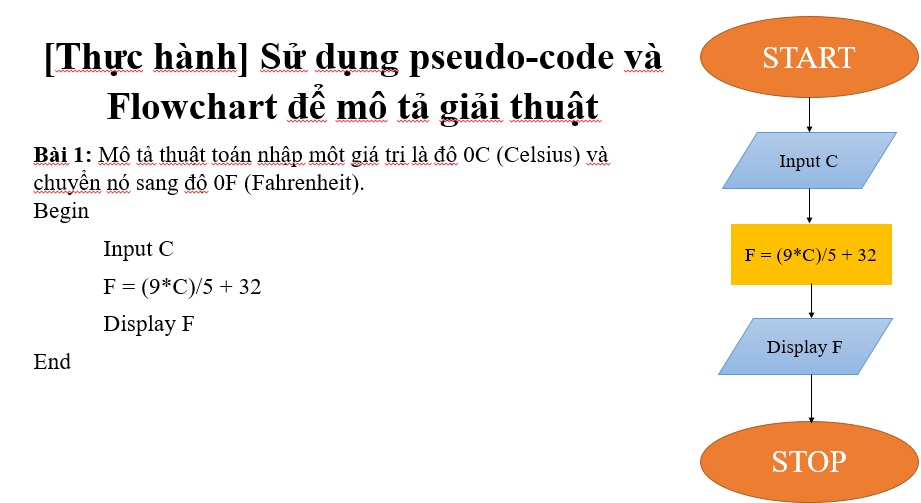 [Thực hành] Sử dụng pseudo-code và
Flowchart để mô tả giải thuật
Bài 1: Mô tả thuật toán nhập một giá trị là độ 0C (Celsius) và
chuyển nó sang độ 0F (Fahrenheit).
Begin
Input C
F = (9*C)/5 + 32
Display F
End
START
Input C
F = (9*C)/5 + 32
Display F
STOP